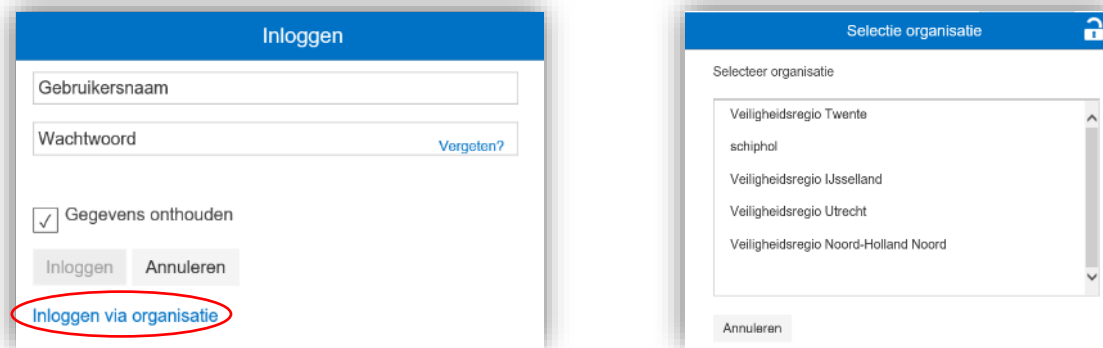 Inloggen
Gebruikersnaam
Wachtwoord
Vergeten?
Gegevens onthouden
Inloggen Annuleren
Inloggen via organisatie
Selectie organisatie
Selecteer organisatie
Veiligheidsregio Twente
schiphol
Veiligheidsregio IJsselland
Veiligheidsregio Utrecht
Veiligheidsregio Noord-Holland Noord
Annuleren